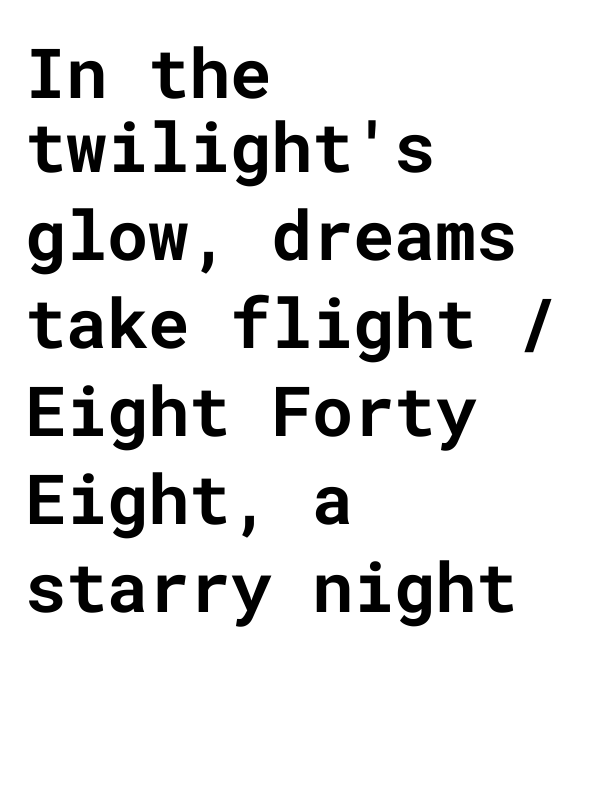 In the
twilight's
glow, dreams
take flight /
Eight Forty
Eight, a
starry night